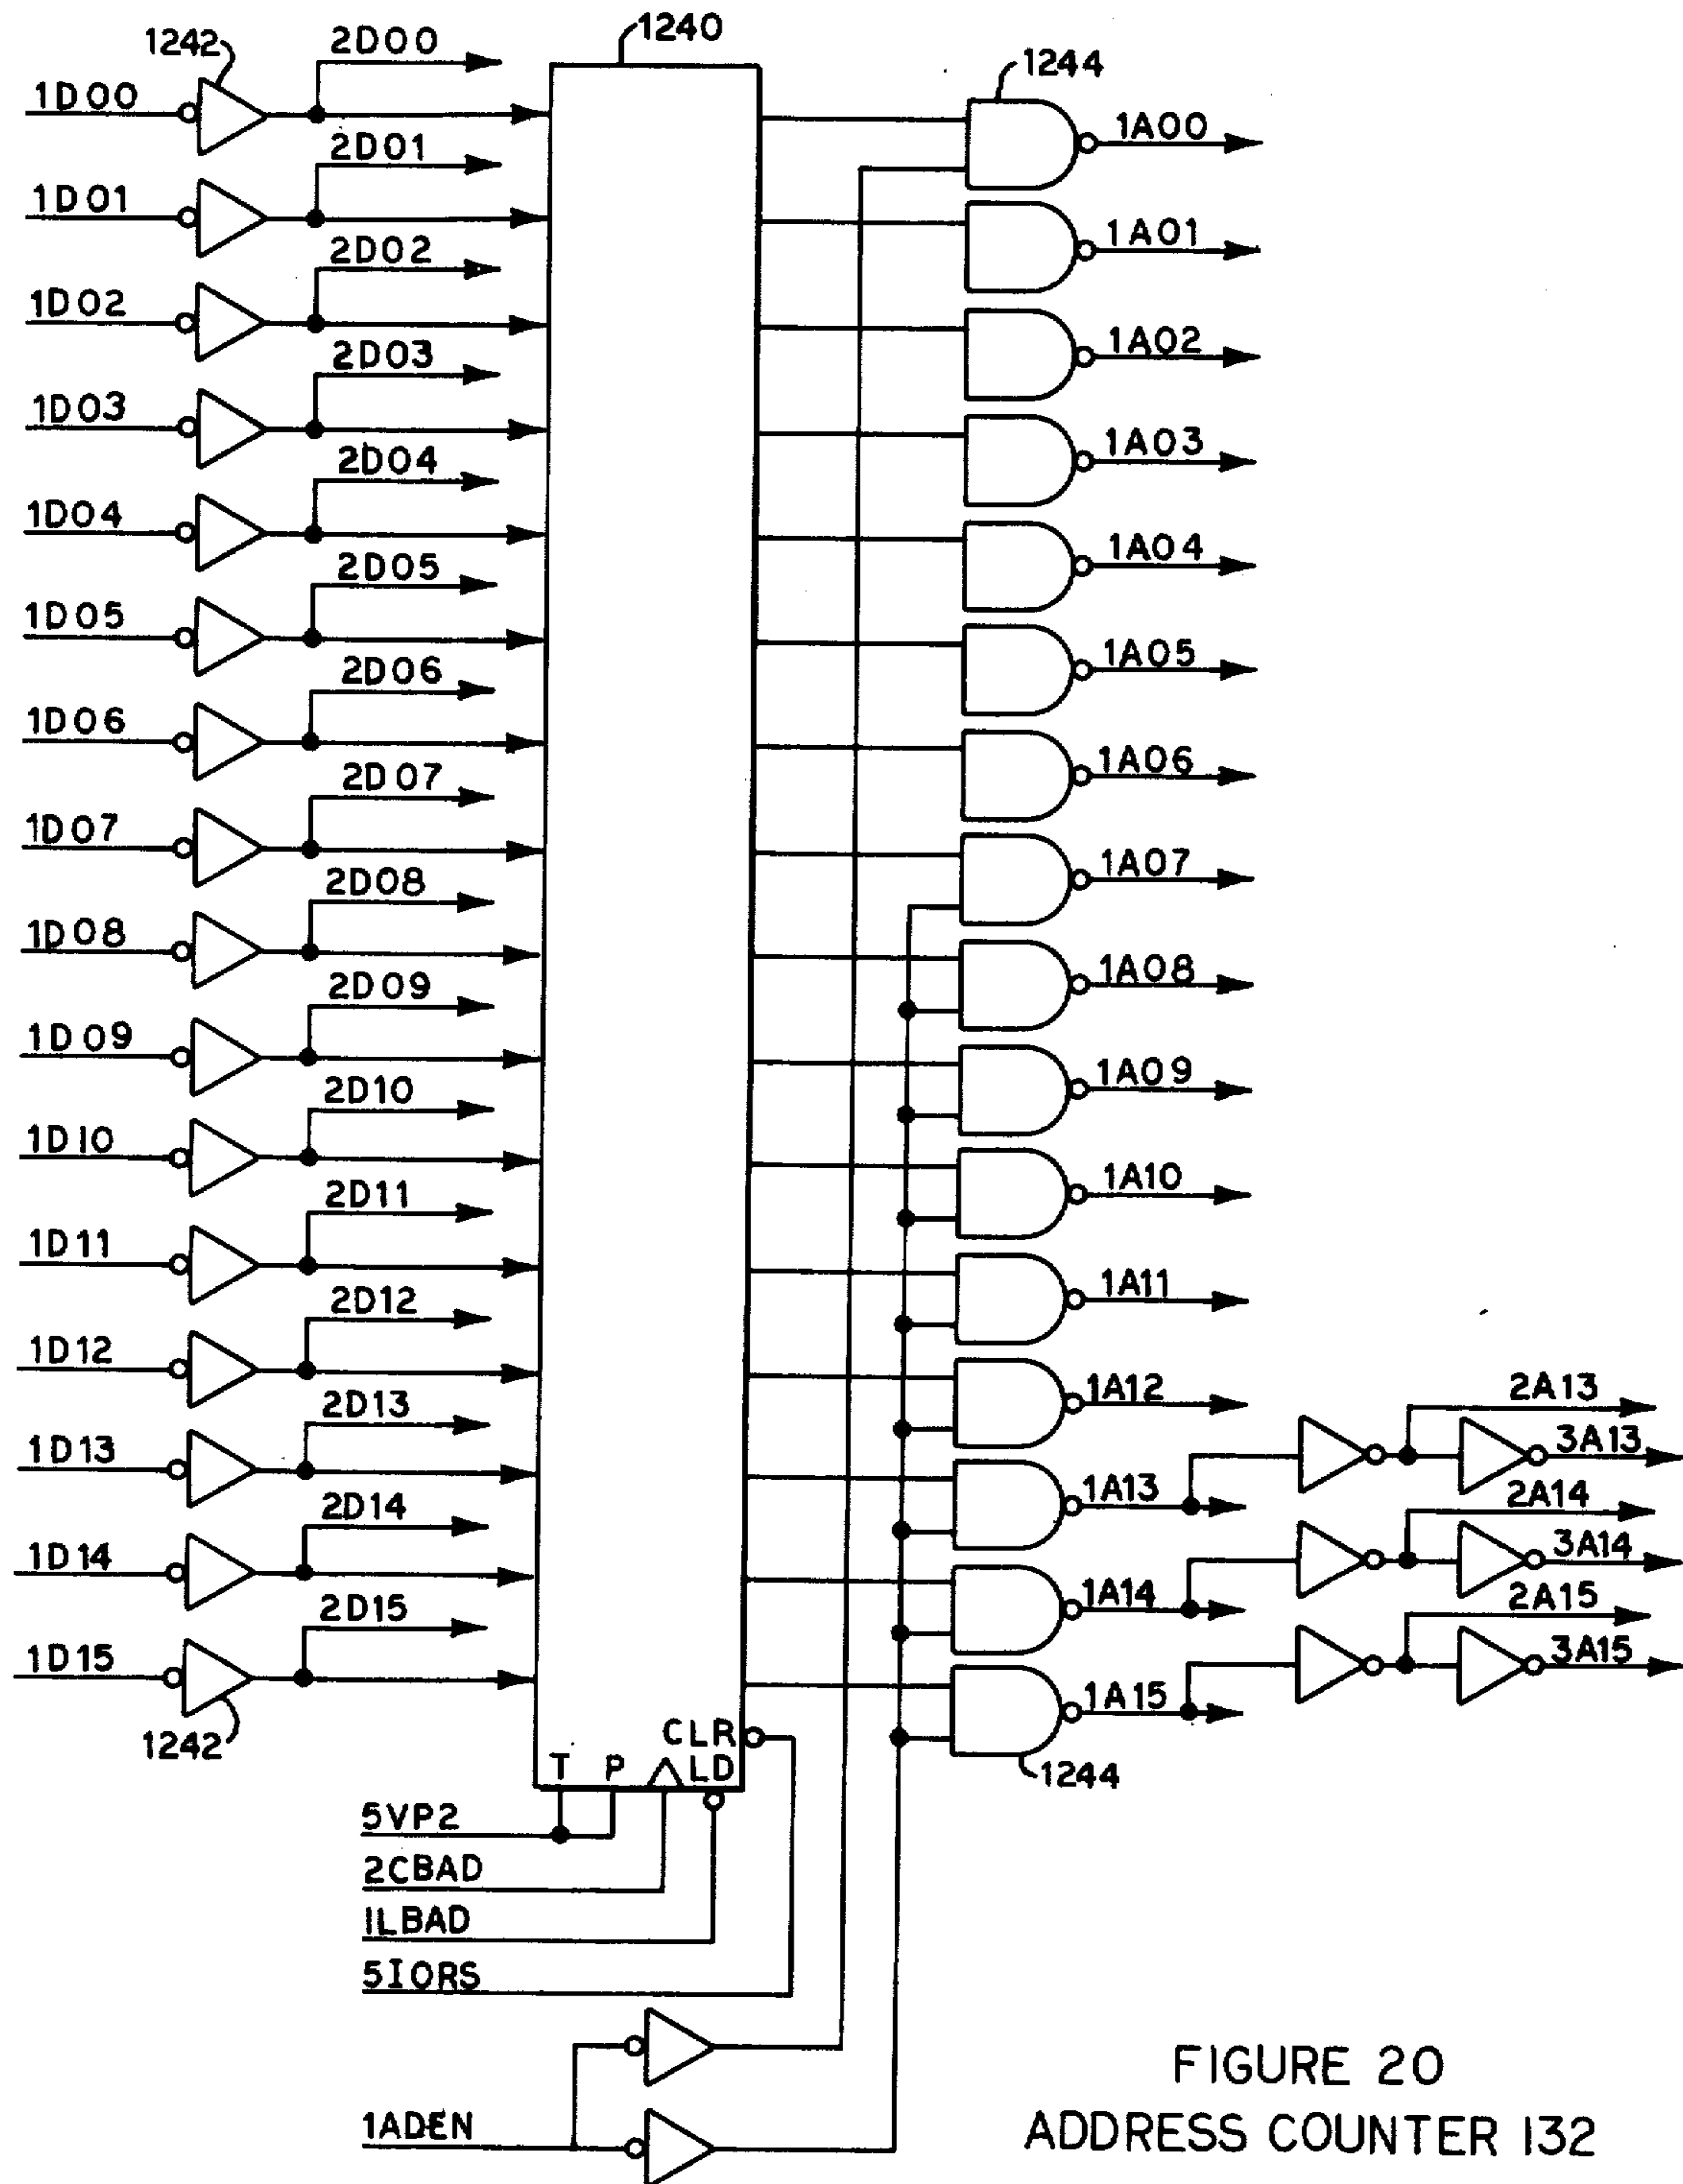 1242
2D00
1240
1244
1D00
1A00
2D01
1D01
1A01
2D02
1D02
1A02
2D03
1D03
1A03
2D04
1D04
1A04
2D05
1D05
1A05
2D06
1D06
1A06
2D07
1D07
1A07
2D08
1D08
1A08
2D09
1D09
1A09
2D10
1D10
1A10
2D11
1D11
1A11
2D12
1D12
1A12
2A13
2D13
1D13
1A13
3A13
2D14
2A14
1D14
1A14
3A14
2D15
2A15
1D15
1A15
3A15
1242
CLR
T P LD
1244
5VP2
2CBAD
1LBAD
5IORS
1ADEN
FIGURE 20
ADDRESS COUNTER 132